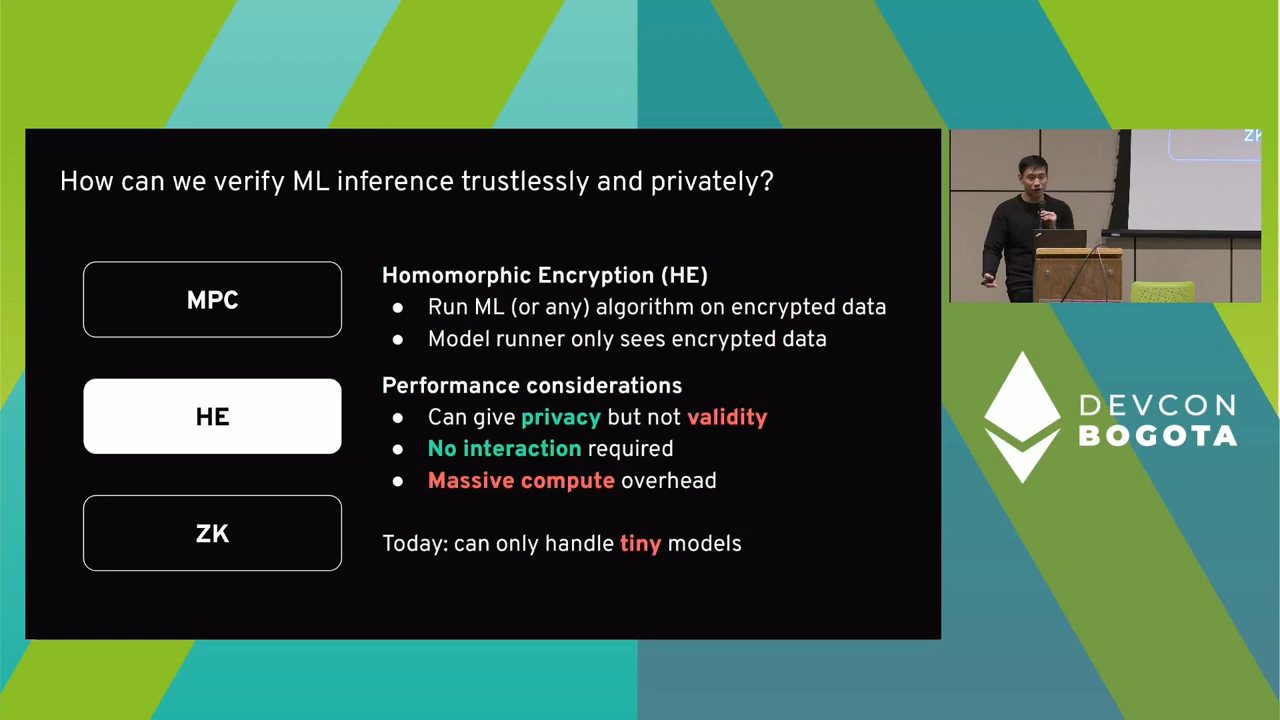 How can we verify ML inference trustlessly and privately?
MPC
HE
ZK
Homomorphic Encryption (HE)
● Run ML (or any) algorithm on encrypted data
● Model runner only sees encrypted data
Performance considerations
● Can give privacy but not validity
● No interaction required
● Massive compute overhead
Today: can only handle tiny models
ZK
DEVCON
BOGOTA